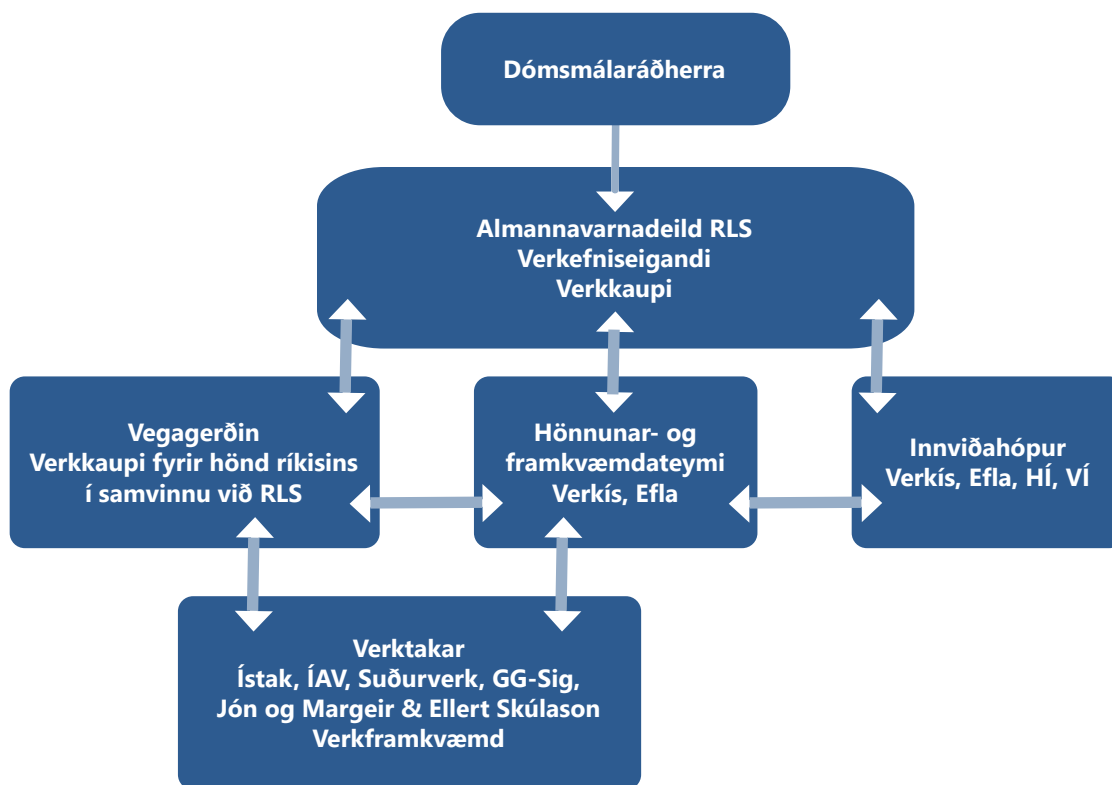 Dómsmálaráðherra
Almannavarnadeild RLS
Verkefniseigandi
Verkkaupi
Vegagerðin
Verkkaupi fyrir hönd ríkisins
í samvinnu við RLS
Hönnunar- og
framkvæmdateymi
Verkís, Efla
Innviðahópur
Verkís, Efla, HÍ, VÍ
Verktakar
Ístak, ÍAV, Suðurverk, GG-Sig,
Jón og Margeir & Ellert Skúlason
Verkframkvæmd